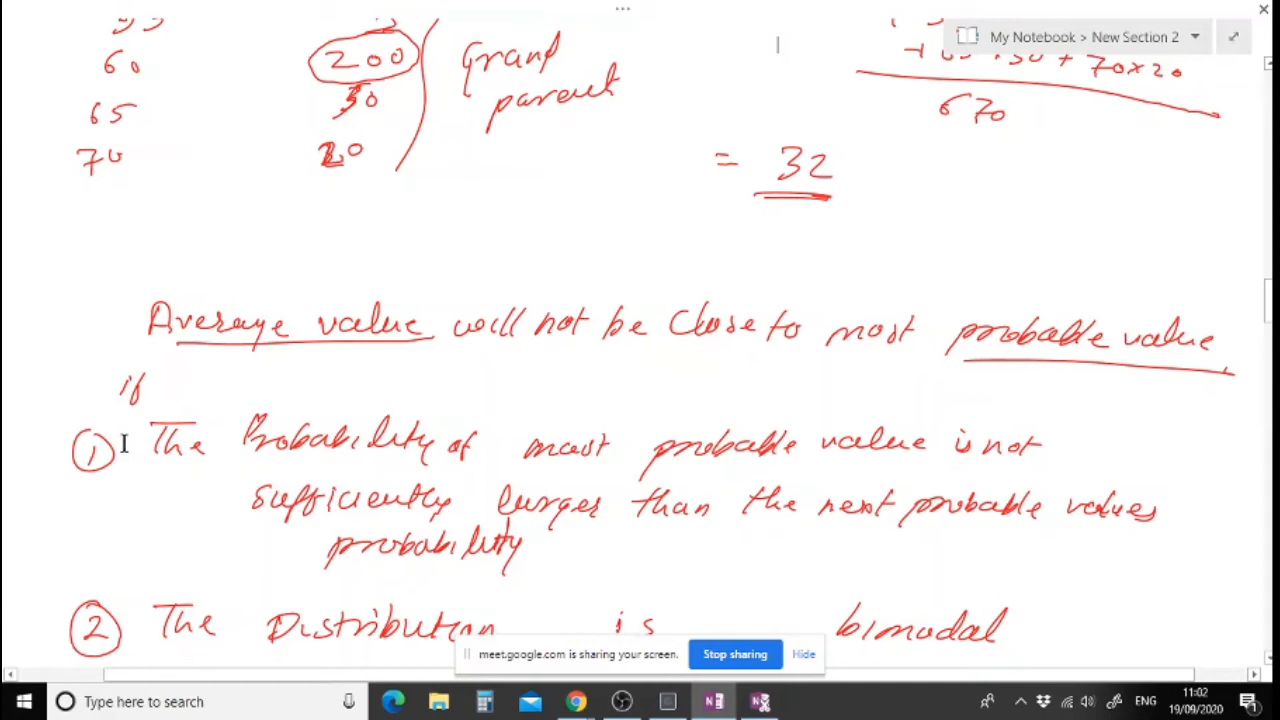 My Notebook > New Section 2
55
60 200 Grand
65 30 parent
70 20
+ 70x20
670
= 32
Average value will not be close to most probable value
if
① The Probability of most probable value is not
sufficiently larger than the next probable values
probability
② The Distribution is bimodal
meet.google.com is sharing your screen. Stop sharing Hide
Type here to search
ENG
11:02
19/09/2020
1